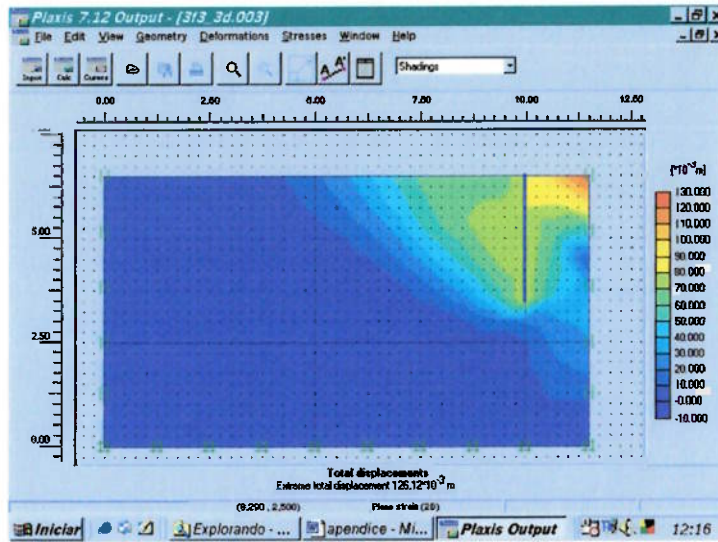 Plaxis 7.12 Output - [3f3_3d.003]
File Edit View Geometry Deformations Stresses Window Help
Input Calc Curves Shadings
0.00 2.50 5.00 7.50 10.00 12.50
5.00
2.50
0.00
[*10^-3 m]
130.000
120.000
110.000
100.000
90.000
80.000
70.000
60.000
50.000
40.000
30.000
20.000
10.000
-0.000
-10.000
Total displacements
Extreme total displacement 126.12*10^-3 m
(9.290 , 2.500) Plane strain (2D)
Iniciar Explorando - ... apendice - Mi... Plaxis Output 12:16